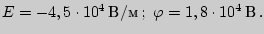 E = −4,5 · 10⁴ В/м ; φ = 1,8 · 10⁴ В .